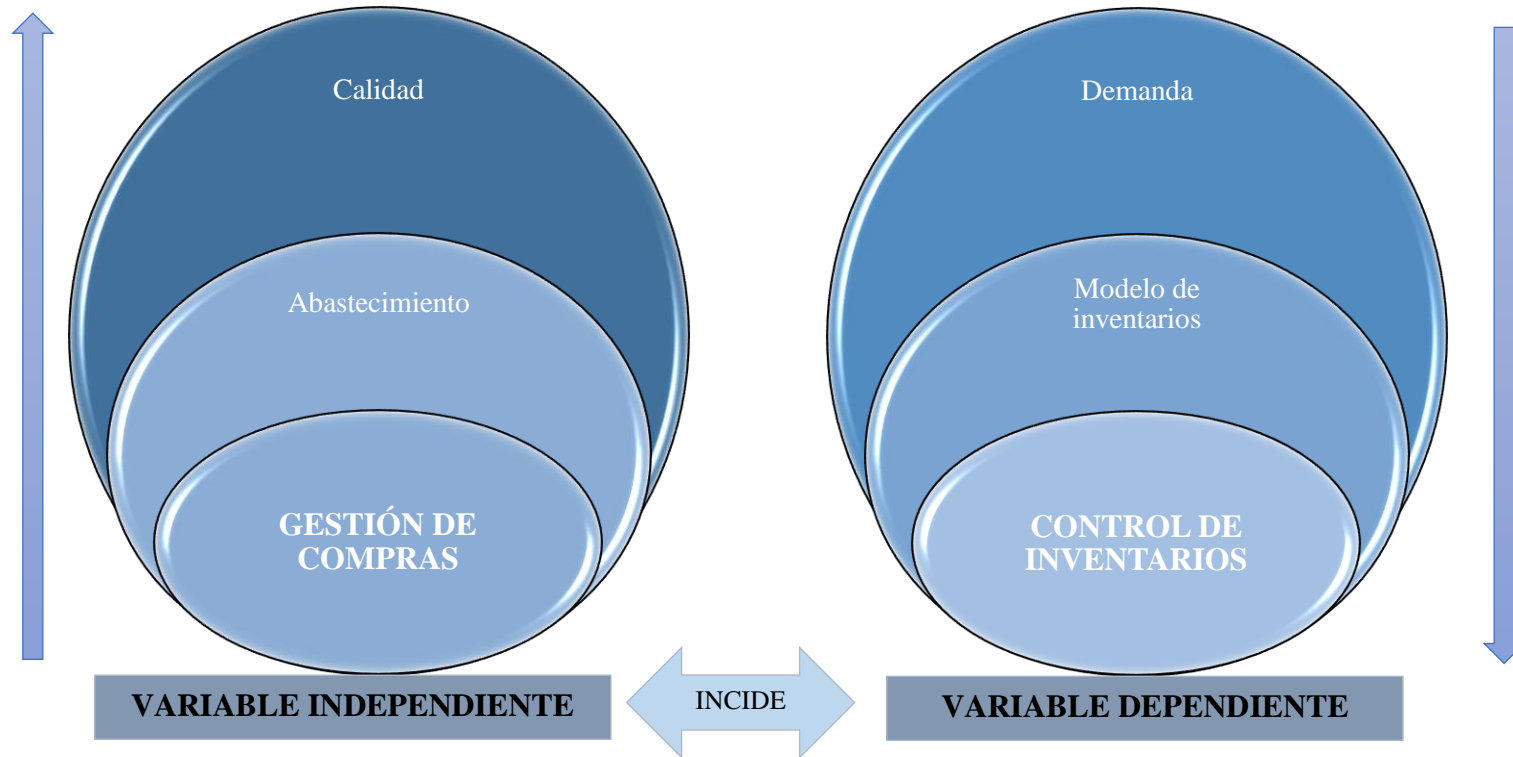 Calidad
Abastecimiento
GESTIÓN DE
COMPRAS
VARIABLE INDEPENDIENTE
INCIDE
Demanda
Modelo de
inventarios
CONTROL DE
INVENTARIOS
VARIABLE DEPENDIENTE